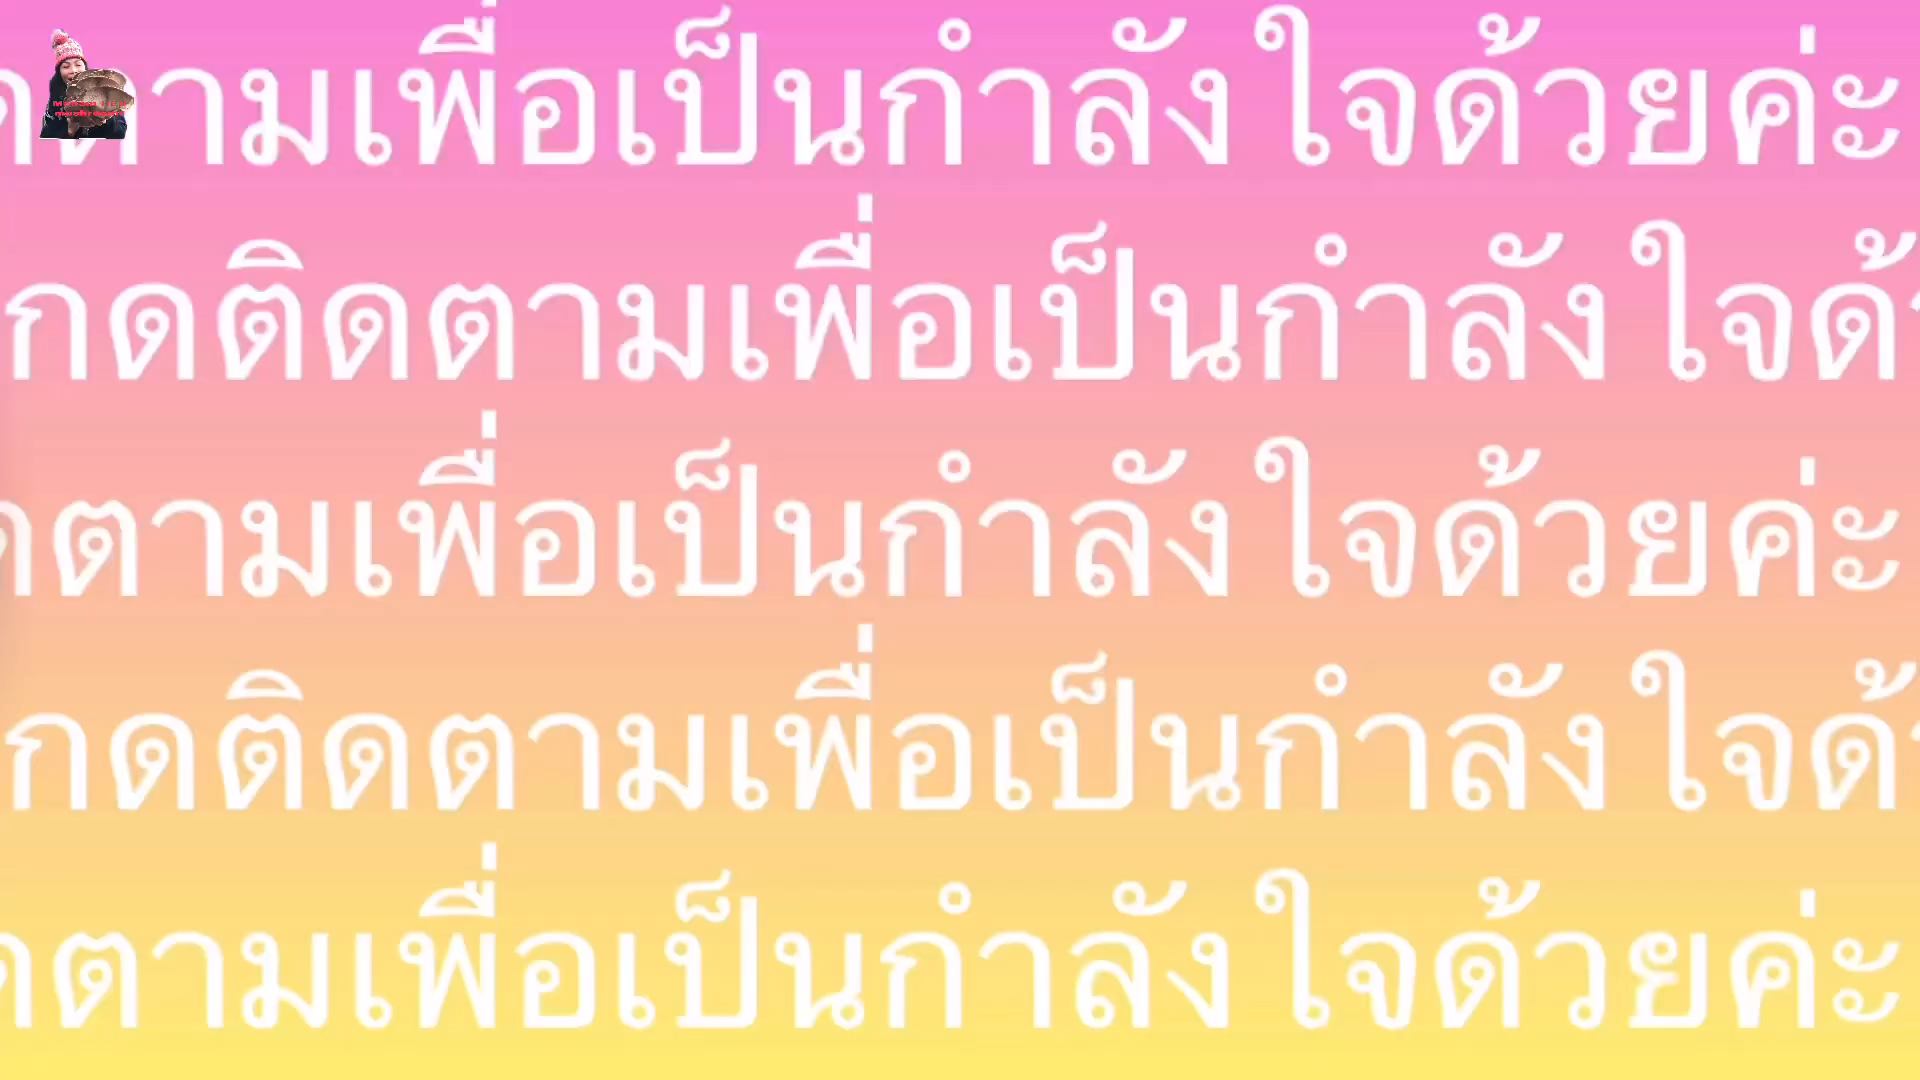 ตามเพื่อเป็นกำลังใจด้วยค่ะ
กดติดตามเพื่อเป็นกำลังใจด้
ดตามเพื่อเป็นกำลังใจด้วยค่ะ
กดติดตามเพื่อเป็นกำลังใจด้
ดตามเพื่อเป็นกำลังใจด้วยค่ะ